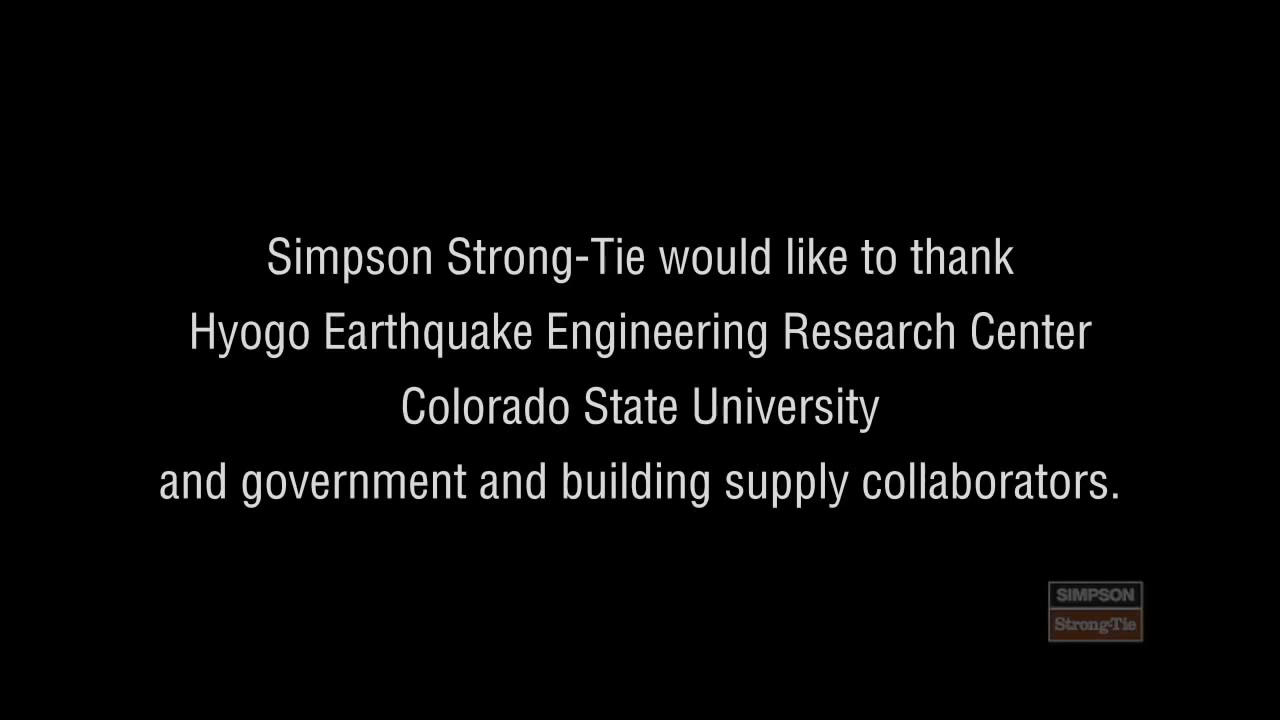 Simpson Strong-Tie would like to thank
Hyogo Earthquake Engineering Research Center
Colorado State University
and government and building supply collaborators.
SIMPSON
Strong-Tie